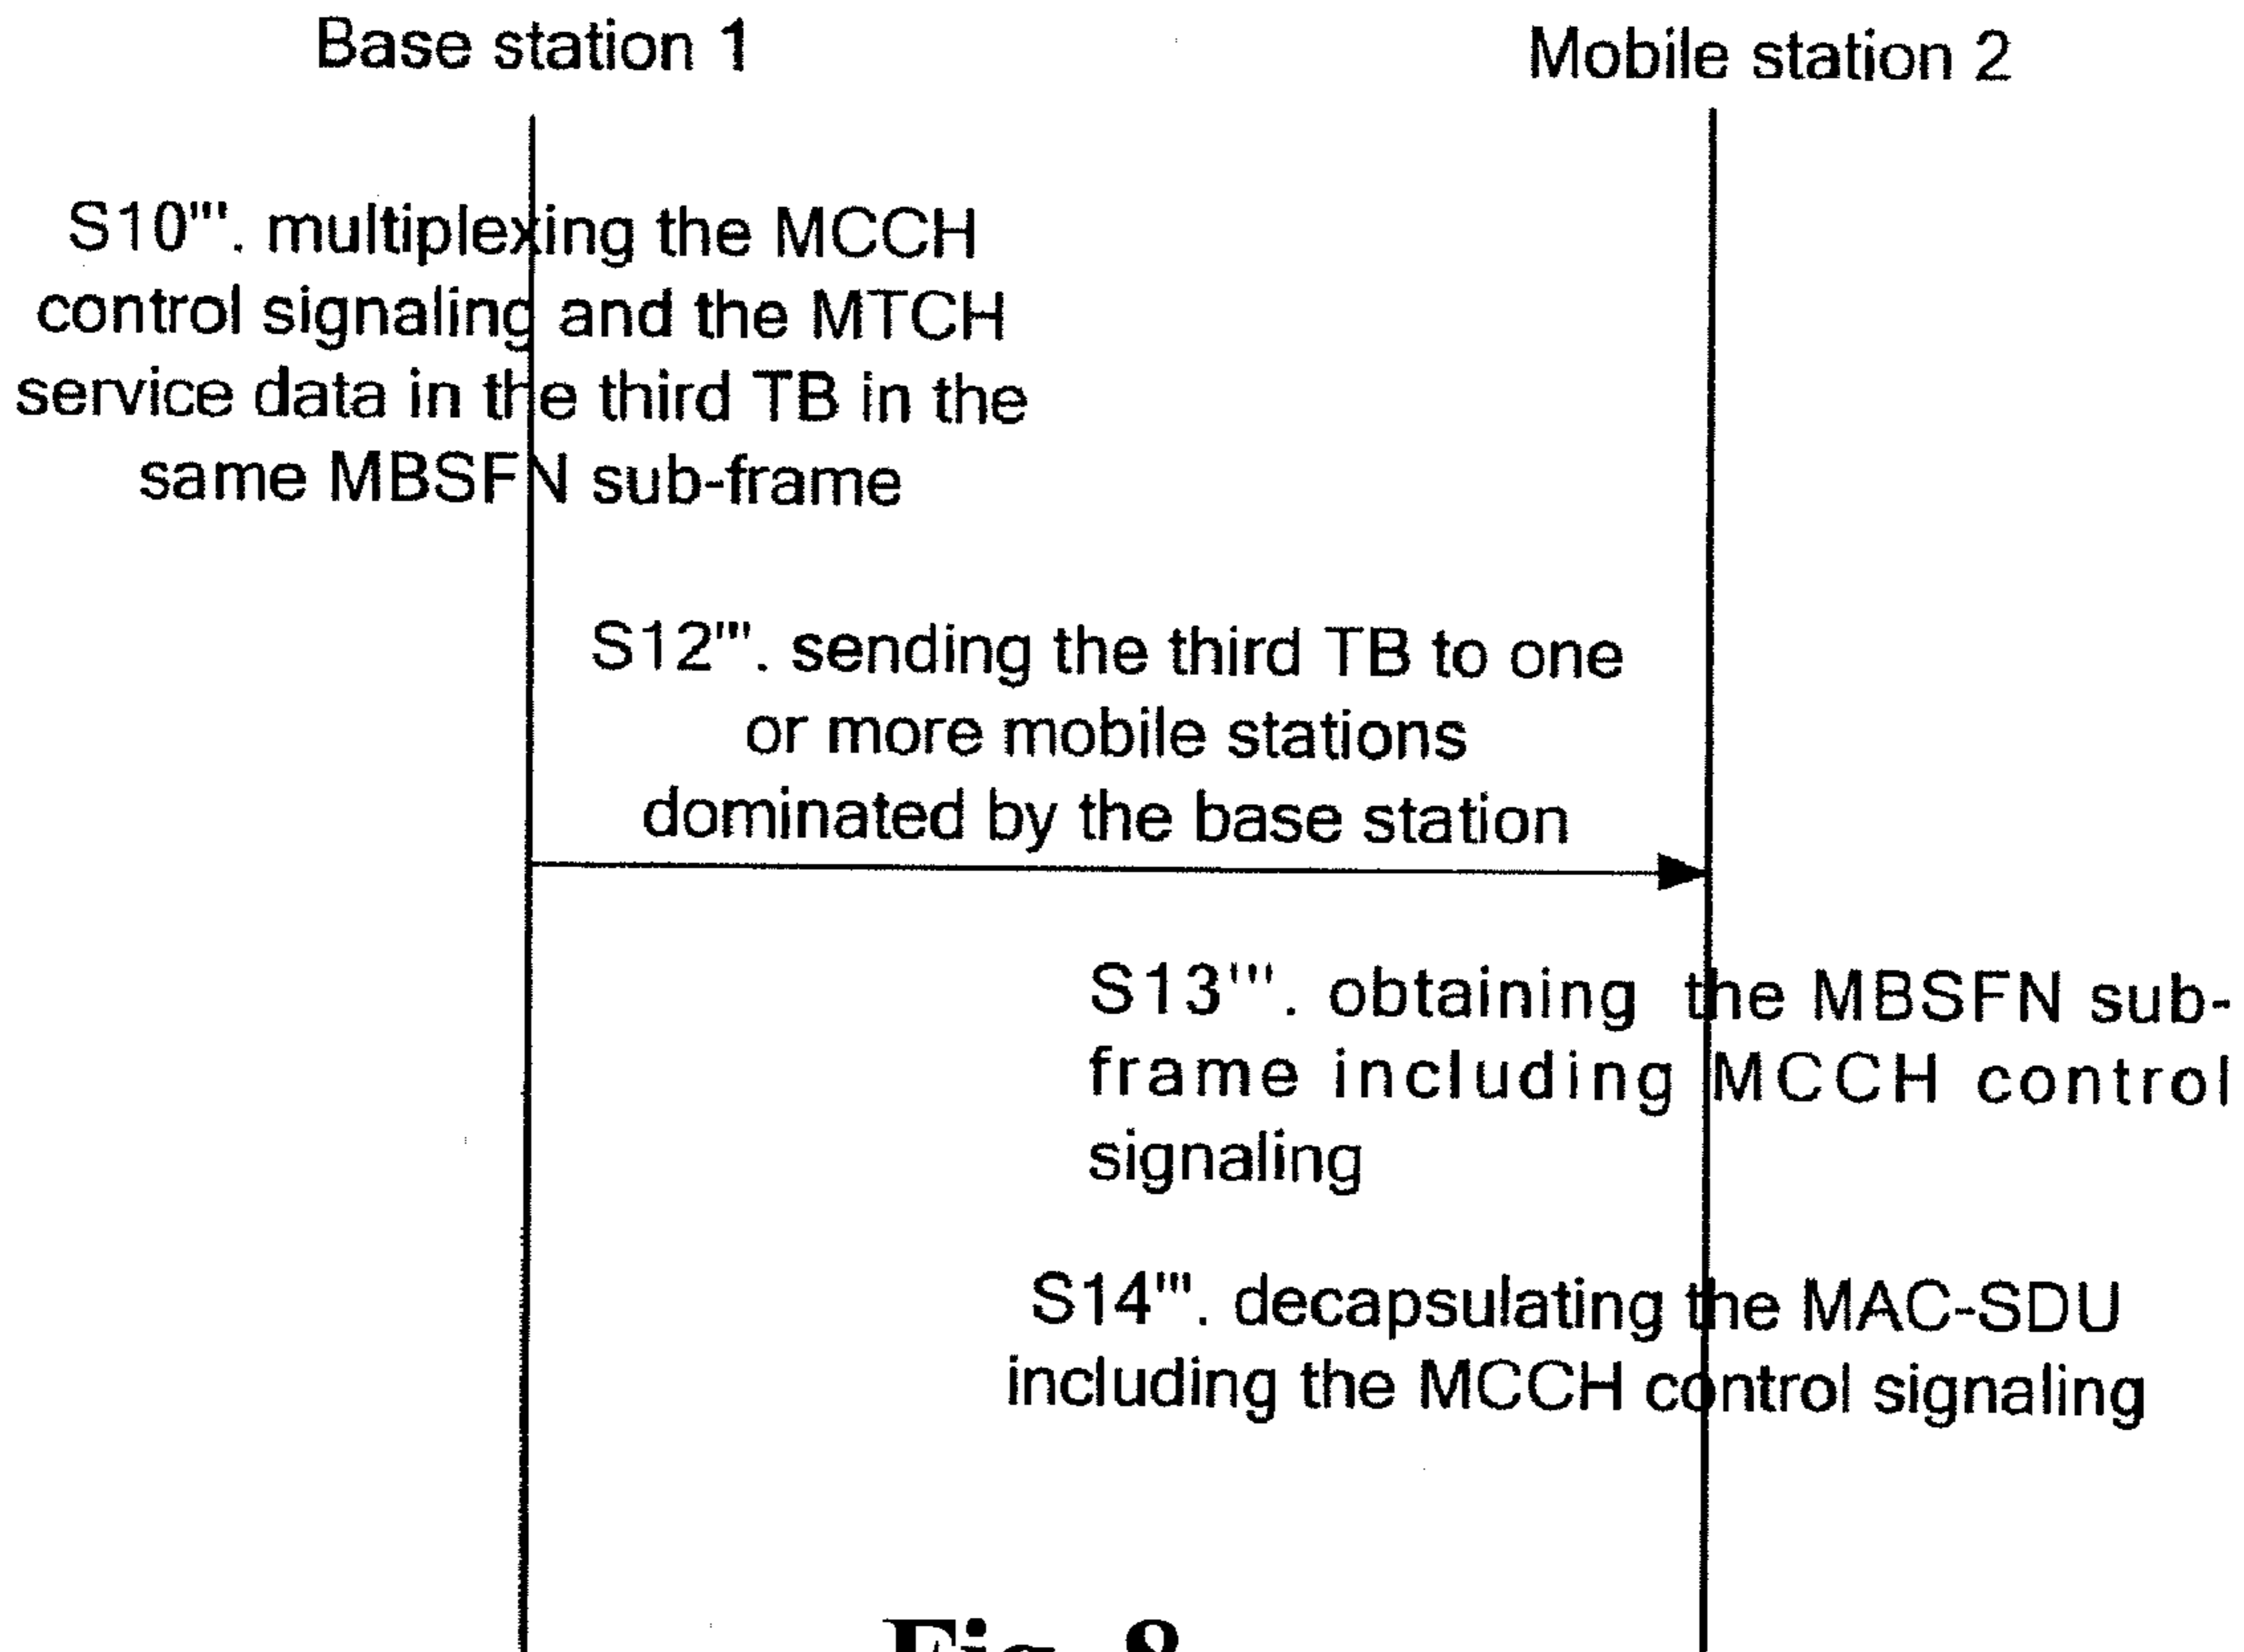 Base station 1
Mobile station 2
S10'''. multiplexing the MCCH
control signaling and the MTCH
service data in the third TB in the
same MBSFN sub-frame
S12'''. sending the third TB to one
or more mobile stations
dominated by the base station
S13'''. obtaining the MBSFN sub-
frame including MCCH control
signaling
S14'''. decapsulating the MAC-SDU
including the MCCH control signaling
Fig. 8